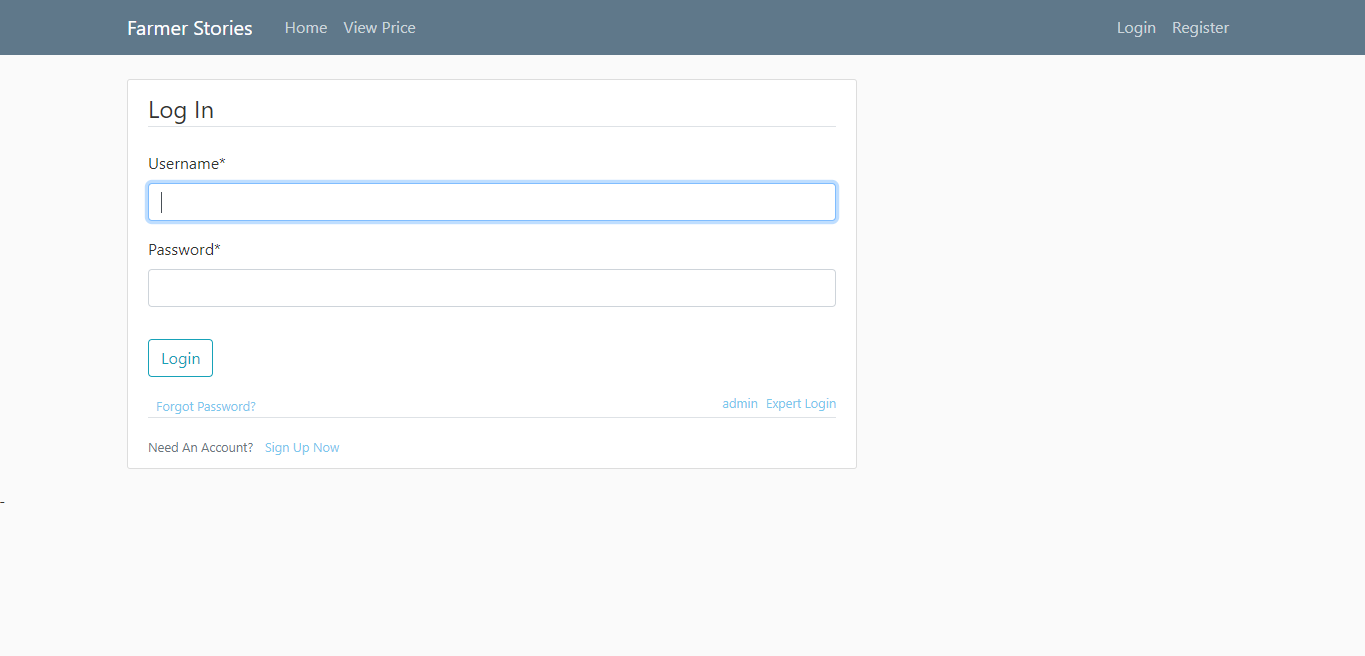 Farmer Stories Home View Price Login Register
Log In
Username*
Password*
Login
Forgot Password? admin Expert Login
Need An Account? Sign Up Now
-